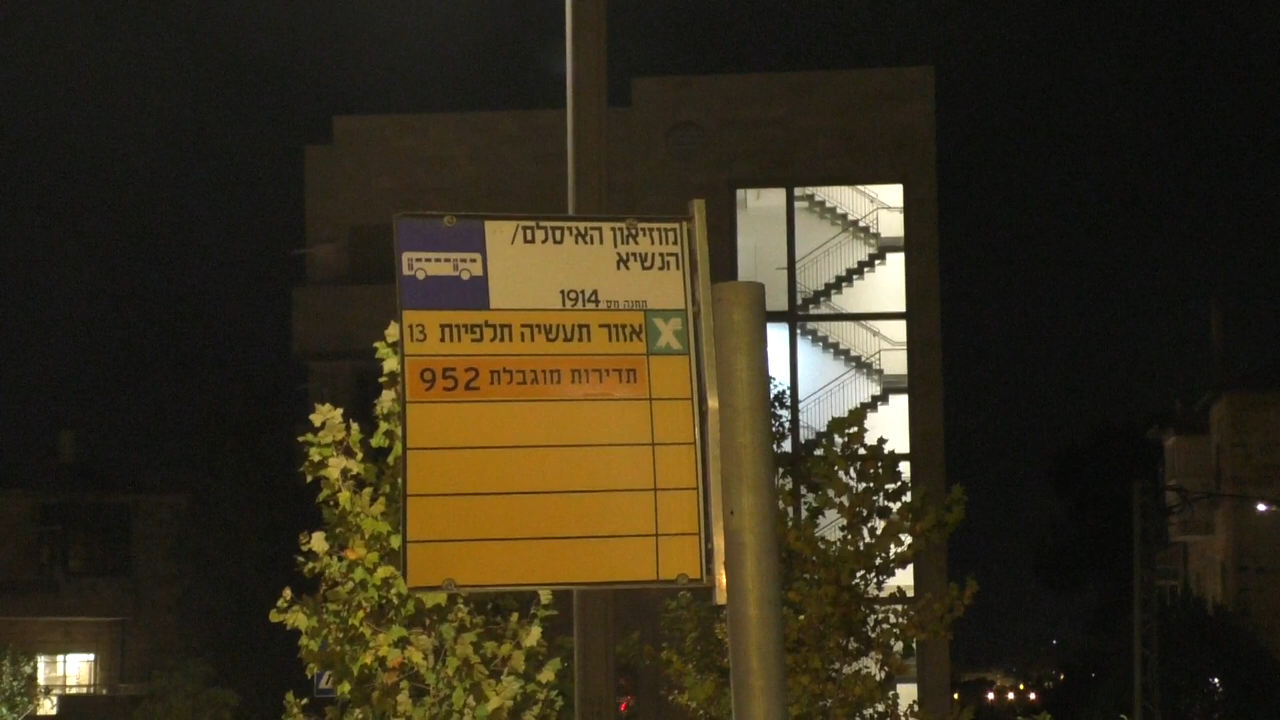 מוזיאון האיסלם/
הנשיא
תחנה מס׳ 1914
אזור תעשיה תלפיות 13
תדירות מוגבלת 952